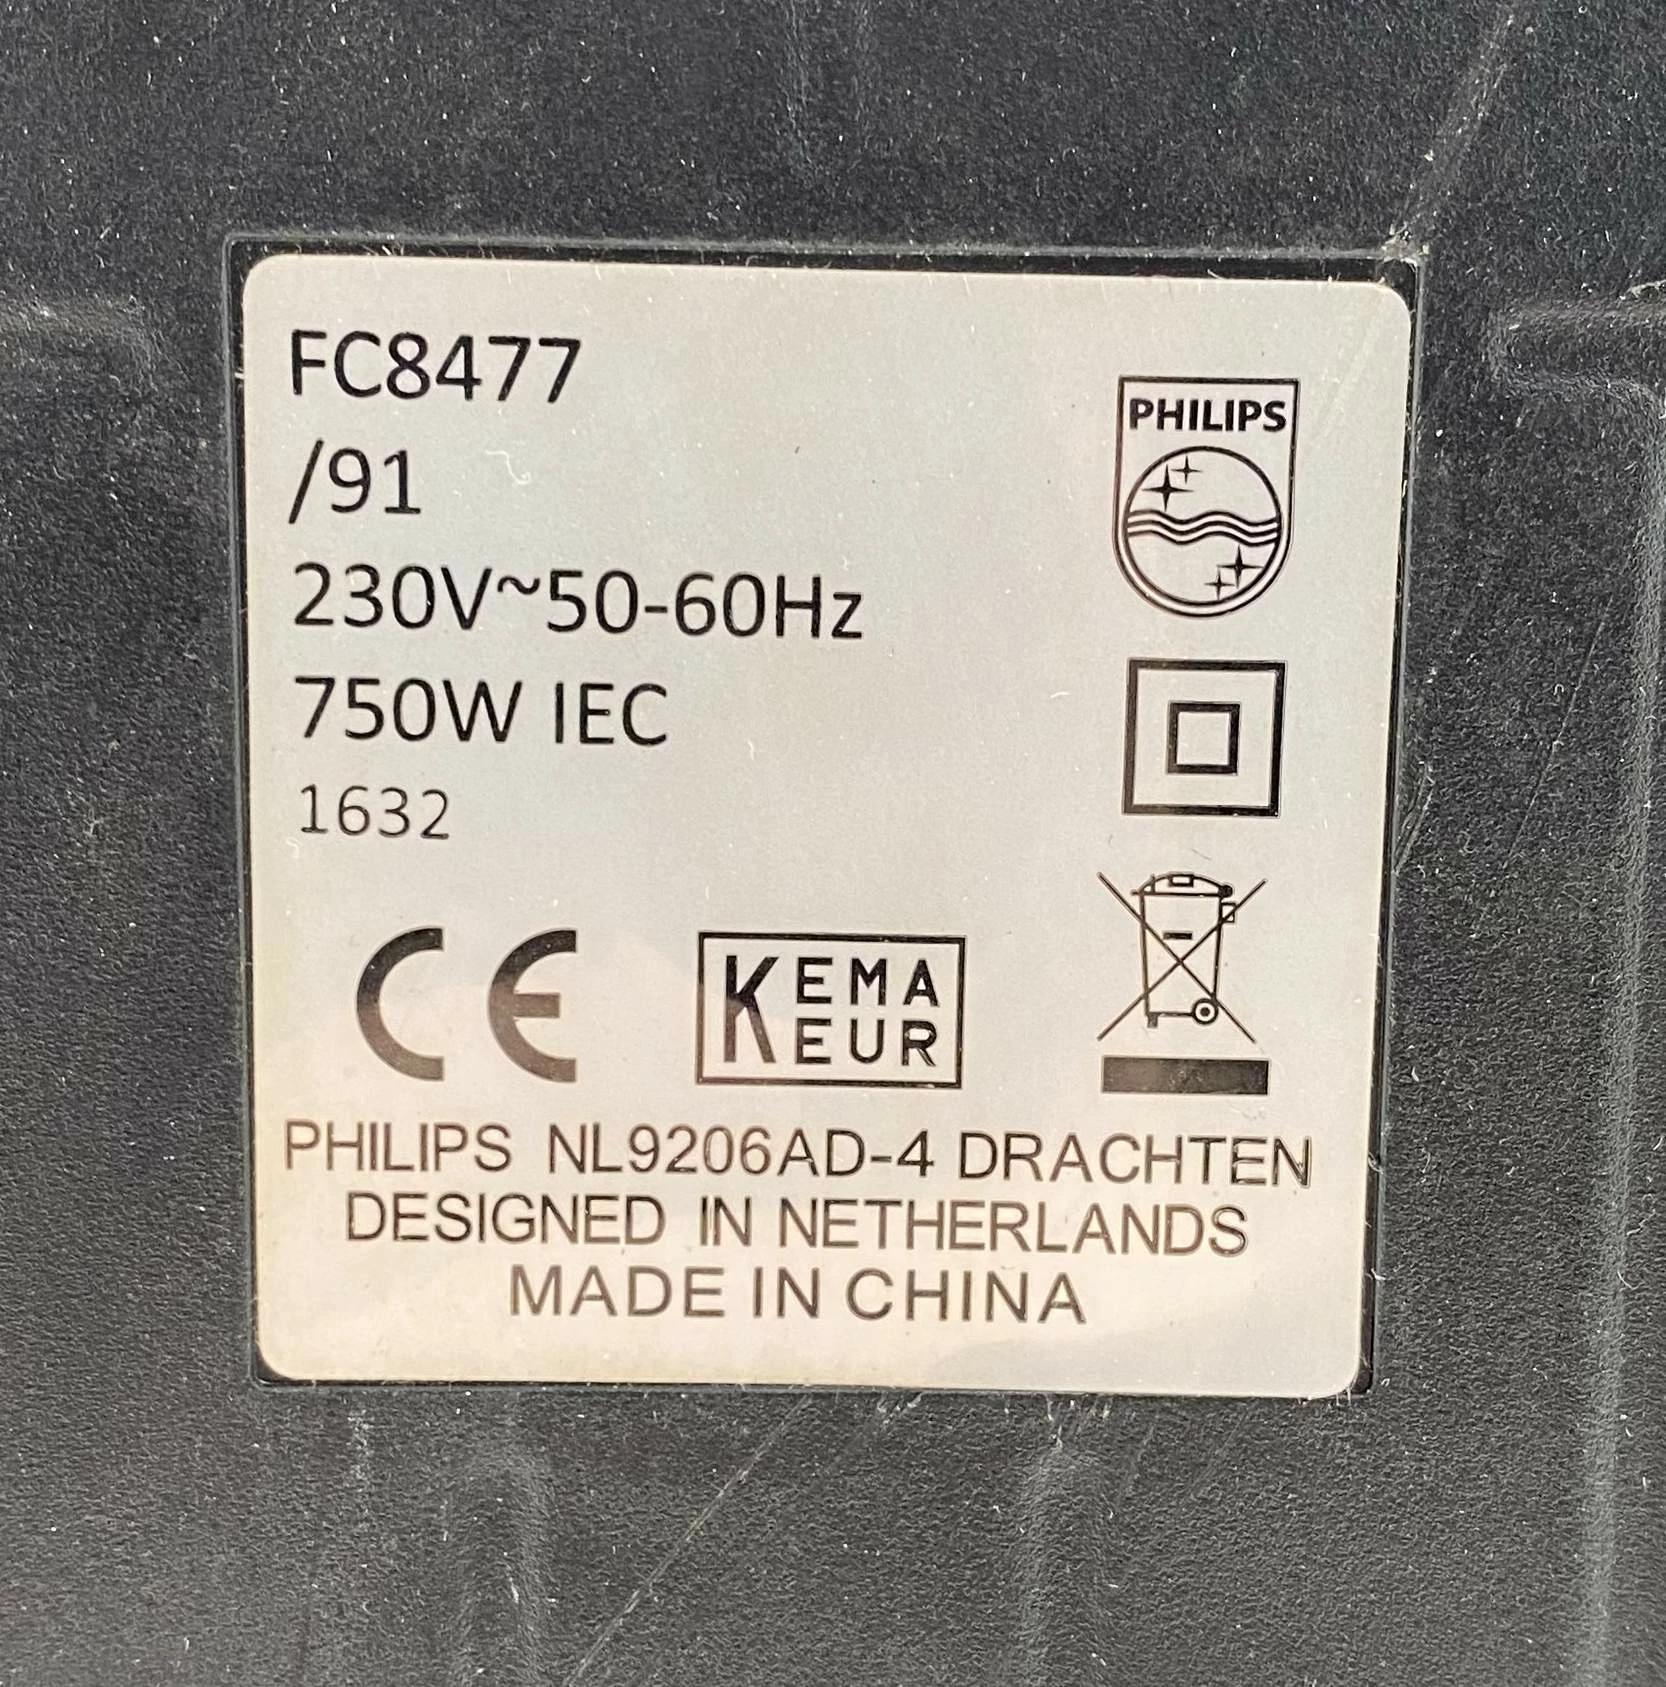 FC8477
/91
230V~50-60Hz
750W IEC
1632
PHILIPS
CE
KEMA
EUR
PHILIPS NL9206AD-4 DRACHTEN
DESIGNED IN NETHERLANDS
MADE IN CHINA